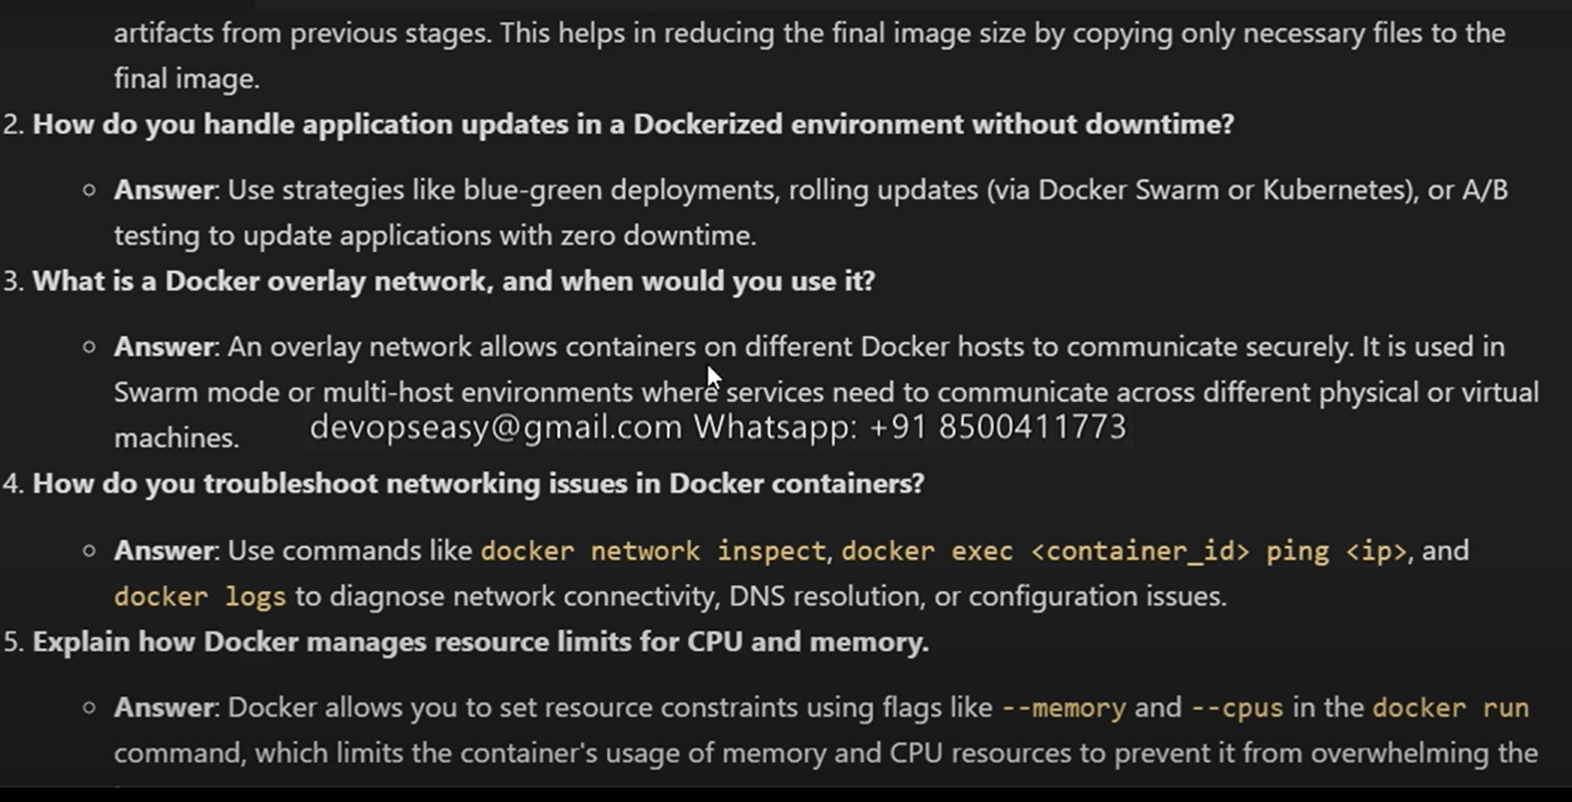 artifacts from previous stages. This helps in reducing the final image size by copying only necessary files to the
final image.
2. How do you handle application updates in a Dockerized environment without downtime?
○ Answer: Use strategies like blue-green deployments, rolling updates (via Docker Swarm or Kubernetes), or A/B
testing to update applications with zero downtime.
3. What is a Docker overlay network, and when would you use it?
○ Answer: An overlay network allows containers on different Docker hosts to communicate securely. It is used in
Swarm mode or multi-host environments where services need to communicate across different physical or virtual
machines.
devopseasy@gmail.com Whatsapp: +91 8500411773
4. How do you troubleshoot networking issues in Docker containers?
○ Answer: Use commands like docker network inspect, docker exec <container_id> ping <ip>, and
docker logs to diagnose network connectivity, DNS resolution, or configuration issues.
5. Explain how Docker manages resource limits for CPU and memory.
○ Answer: Docker allows you to set resource constraints using flags like --memory and --cpus in the docker run
command, which limits the container's usage of memory and CPU resources to prevent it from overwhelming the